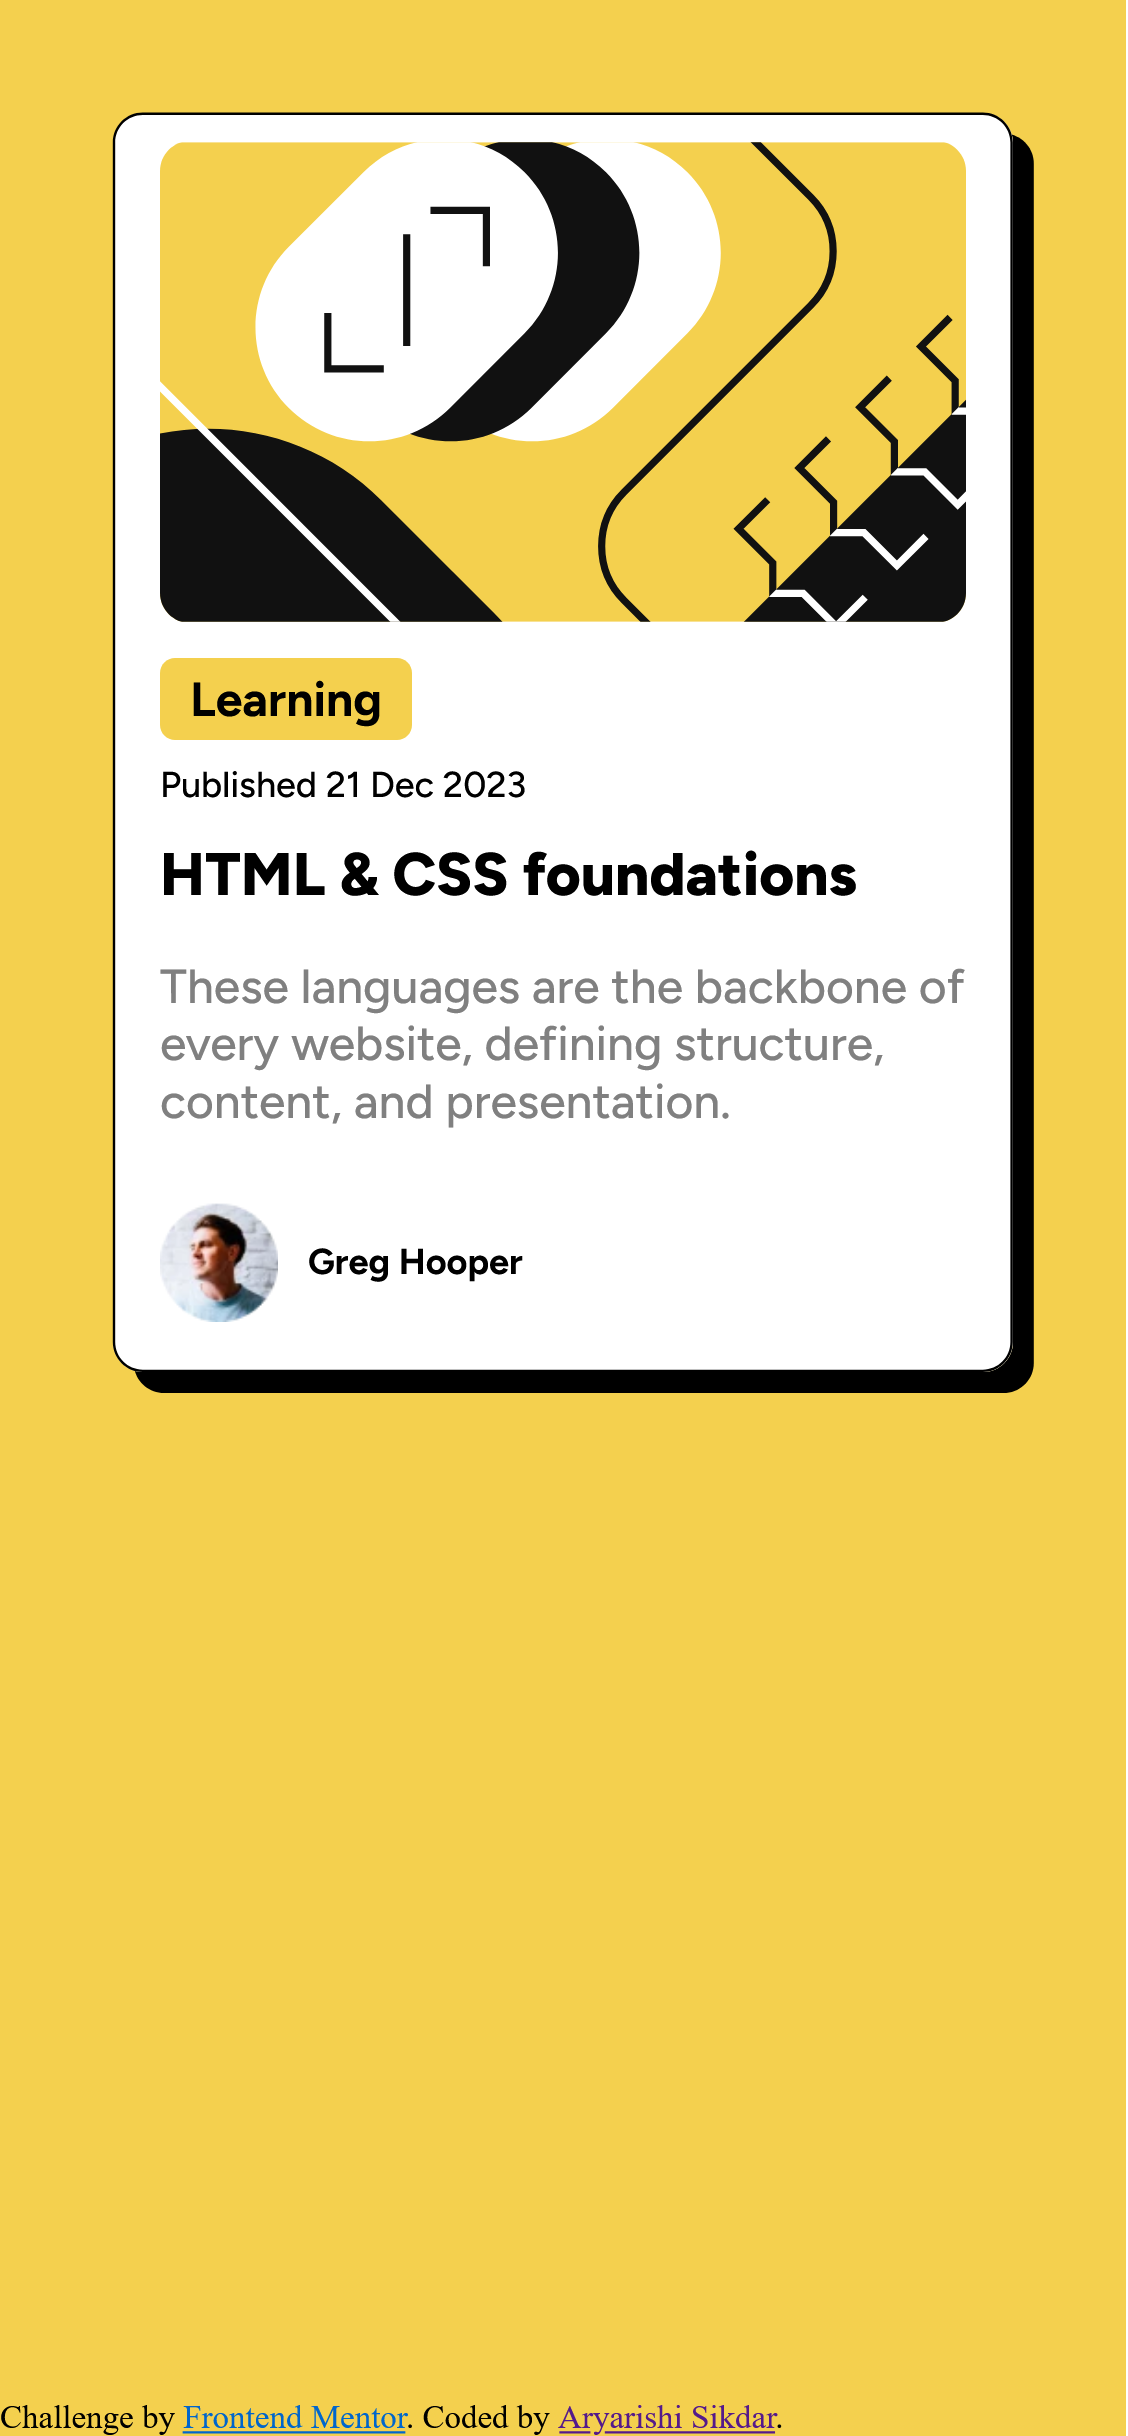 Learning
Published 21 Dec 2023
HTML & CSS foundations
These languages are the backbone of
every website, defining structure,
content, and presentation.
Greg Hooper
Challenge by Frontend Mentor. Coded by Aryarishi Sikdar.